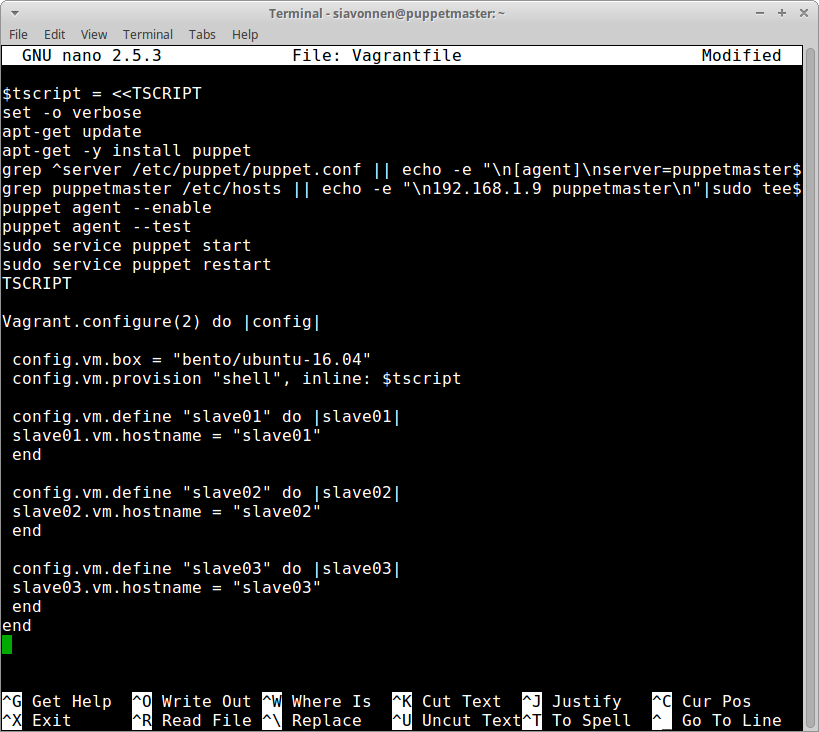 Terminal - siavonnen@puppetmaster: ~
File Edit View Terminal Tabs Help
GNU nano 2.5.3 File: Vagrantfile Modified
$tscript = <<TSCRIPT
set -o verbose
apt-get update
apt-get -y install puppet
grep ^server /etc/puppet/puppet.conf || echo -e "\n[agent]\nserver=puppetmaster$
grep puppetmaster /etc/hosts || echo -e "\n192.168.1.9 puppetmaster\n"|sudo tee$
puppet agent --enable
puppet agent --test
sudo service puppet start
sudo service puppet restart
TSCRIPT
Vagrant.configure(2) do |config|
 config.vm.box = "bento/ubuntu-16.04"
 config.vm.provision "shell", inline: $tscript
 config.vm.define "slave01" do |slave01|
 slave01.vm.hostname = "slave01"
 end
 config.vm.define "slave02" do |slave02|
 slave02.vm.hostname = "slave02"
 end
 config.vm.define "slave03" do |slave03|
 slave03.vm.hostname = "slave03"
 end
end
^G Get Help ^O Write Out ^W Where Is ^K Cut Text ^J Justify ^C Cur Pos
^X Exit ^R Read File ^\ Replace ^U Uncut Text ^T To Spell ^_ Go To Line